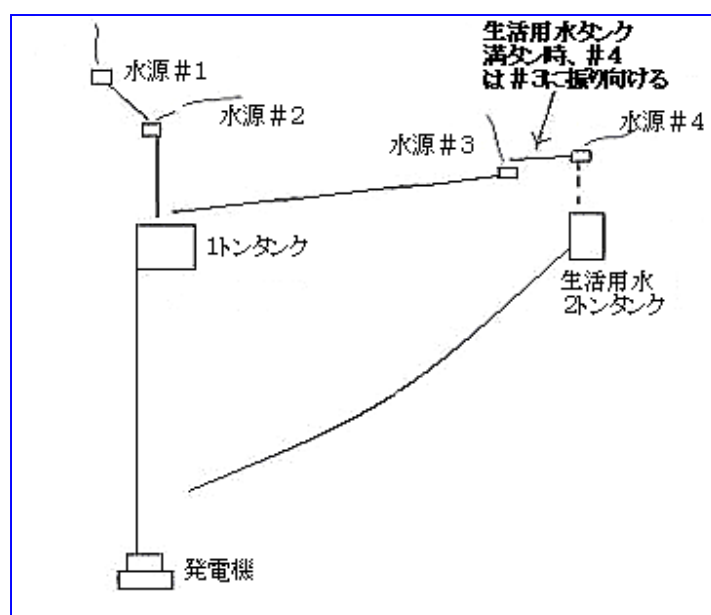 水源＃1
水源＃2
生活用水タンク
満タン時、＃4
は＃3に振り向ける
水源＃3
水源＃4
1トンタンク
生活用水
2トンタンク
発電機